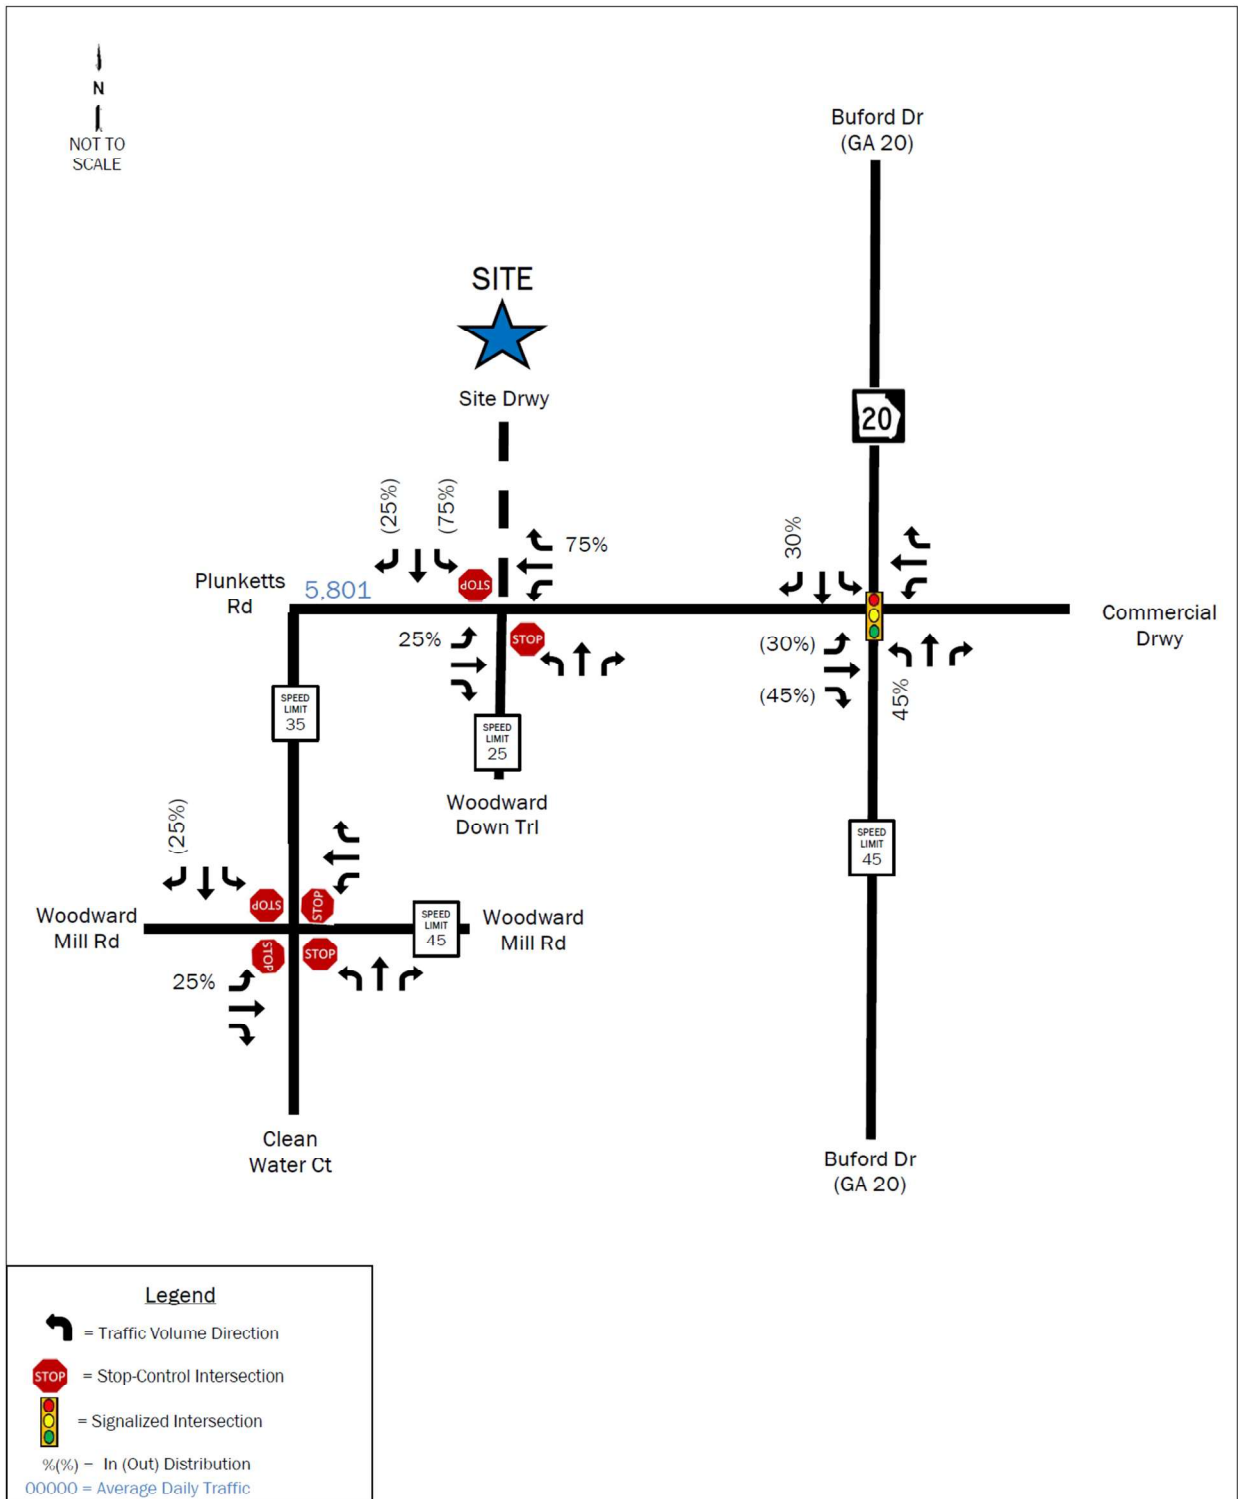 N
NOT TO
SCALE
Buford Dr
(GA 20)
SITE
Site Drwy
20
(25%)
(75%)
75%
30%
Plunketts
Rd
5,801
STOP
Commercial
Drwy
25%
STOP
(30%)
(45%)
45%
SPEED
LIMIT
35
SPEED
LIMIT
25
Woodward
Down Trl
(25%)
SPEED
LIMIT
45
Woodward
Mill Rd
STOP
STOP
SPEED
LIMIT
45
Woodward
Mill Rd
STOP
STOP
25%
Clean
Water Ct
Buford Dr
(GA 20)
Legend
= Traffic Volume Direction
STOP
= Stop-Control Intersection
= Signalized Intersection
%(%) – In (Out) Distribution
00000 = Average Daily Traffic